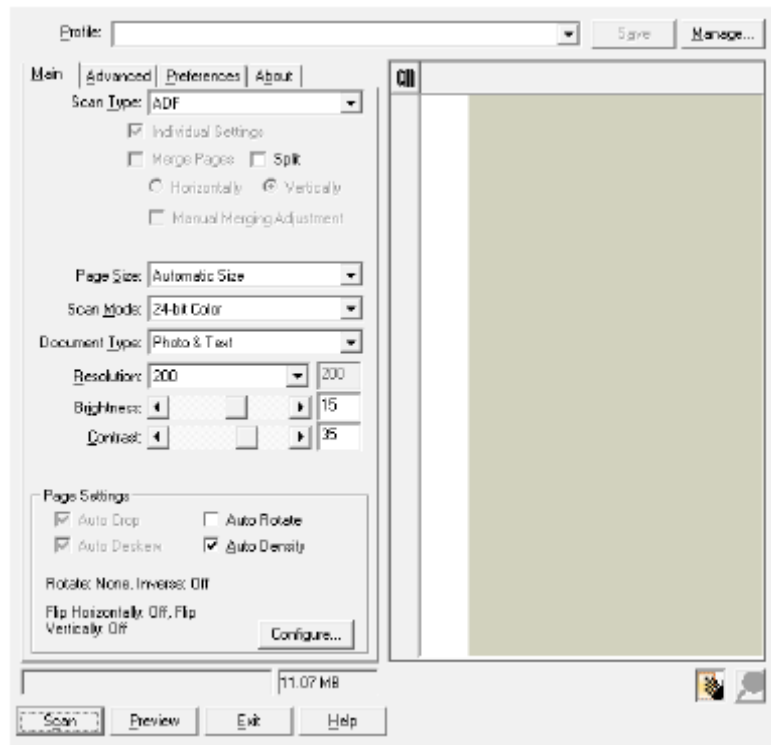 Profile: Save Manage...
Main Advanced Preferences About
Scan Type: ADF
Individual Settings
Merge Pages Split
Horizontally Vertically
Manual Merging Adjustment
Page Size: Automatic Size
Scan Mode: 24-bit Color
Document Type: Photo & Text
Resolution: 200 200
Brightness: 15
Contrast: 35
Page Settings
Auto Crop Auto Rotate
Auto Deskew Auto Density
Rotate: None, Inverse: Off
Flip Horizontally: Off, Flip
Vertically: Off
Configure...
11.07 MB
Scan Preview Exit Help